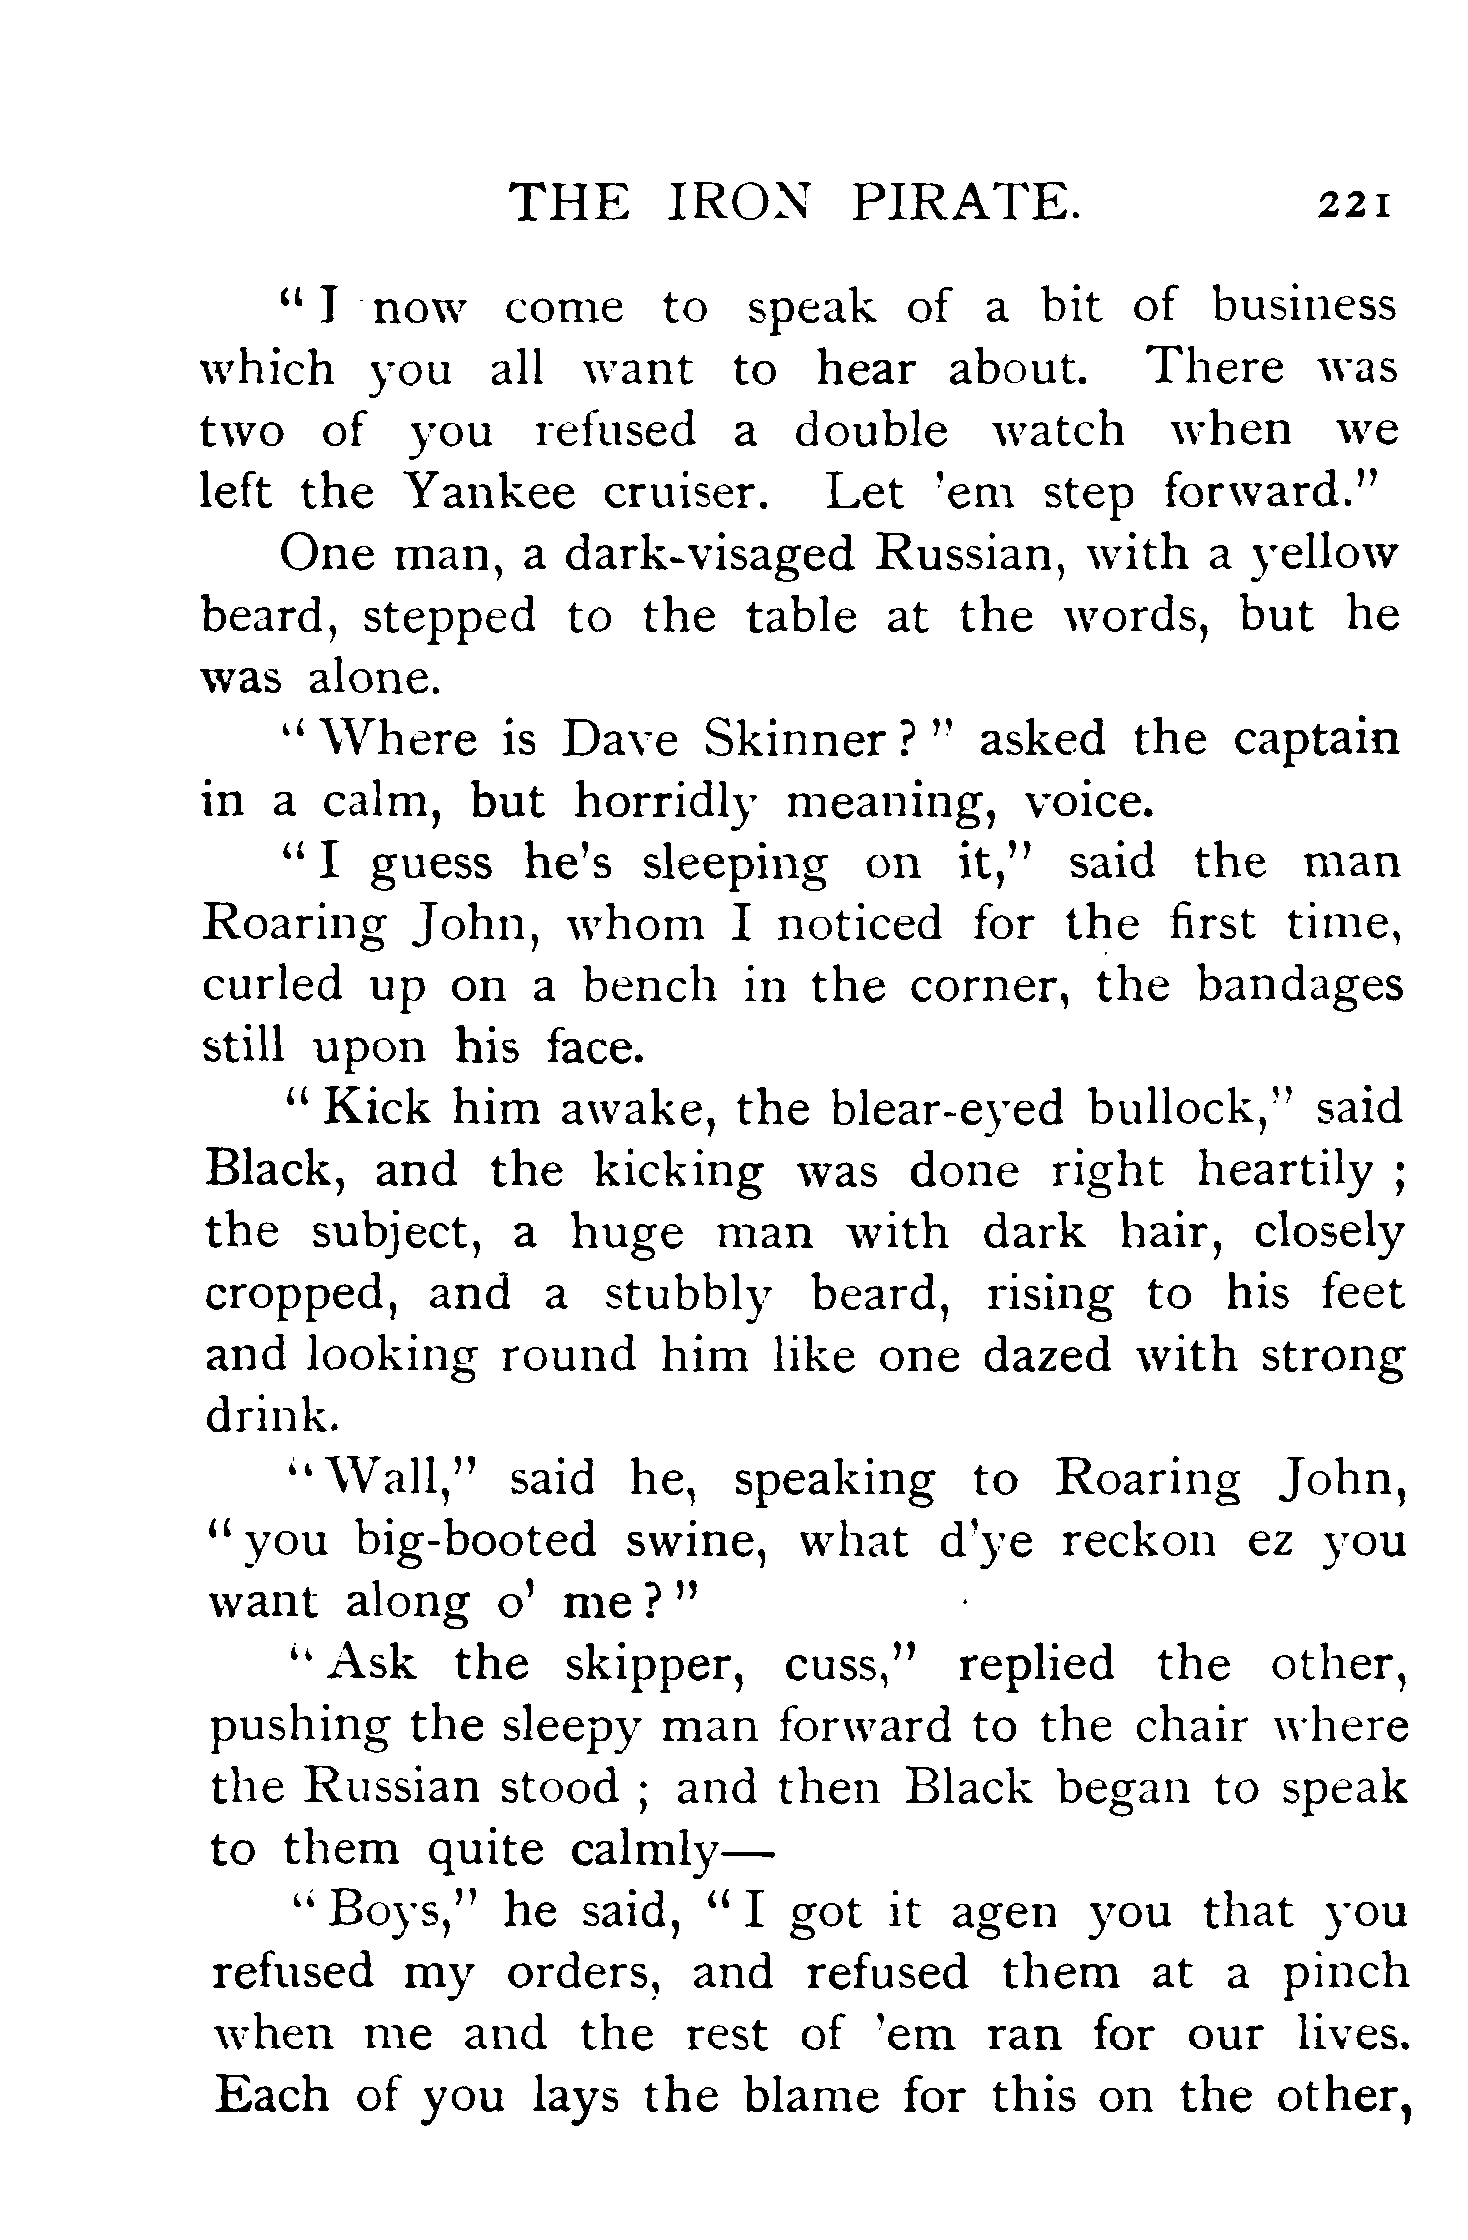 THE IRON PIRATE. 221
“I now come to speak of a bit of business
which you all want to hear about. There was
two of you refused a double watch when we
left the Yankee cruiser. Let ’em step forward.”
One man, a dark-visaged Russian, with a yellow
beard, stepped to the table at the words, but he
was alone.
“Where is Dave Skinner?” asked the captain
in a calm, but horridly meaning, voice.
“I guess he’s sleeping on it,” said the man
Roaring John, whom I noticed for the first time,
curled up on a bench in the corner, the bandages
still upon his face.
“Kick him awake, the blear-eyed bullock,” said
Black, and the kicking was done right heartily;
the subject, a huge man with dark hair, closely
cropped, and a stubbly beard, rising to his feet
and looking round him like one dazed with strong
drink.
“Wall,” said he, speaking to Roaring John,
“you big-booted swine, what d’ye reckon ez you
want along o’ me?”
“Ask the skipper, cuss,” replied the other,
pushing the sleepy man forward to the chair where
the Russian stood; and then Black began to speak
to them quite calmly—
“Boys,” he said, “I got it agen you that you
refused my orders, and refused them at a pinch
when me and the rest of ’em ran for our lives.
Each of you lays the blame for this on the other,